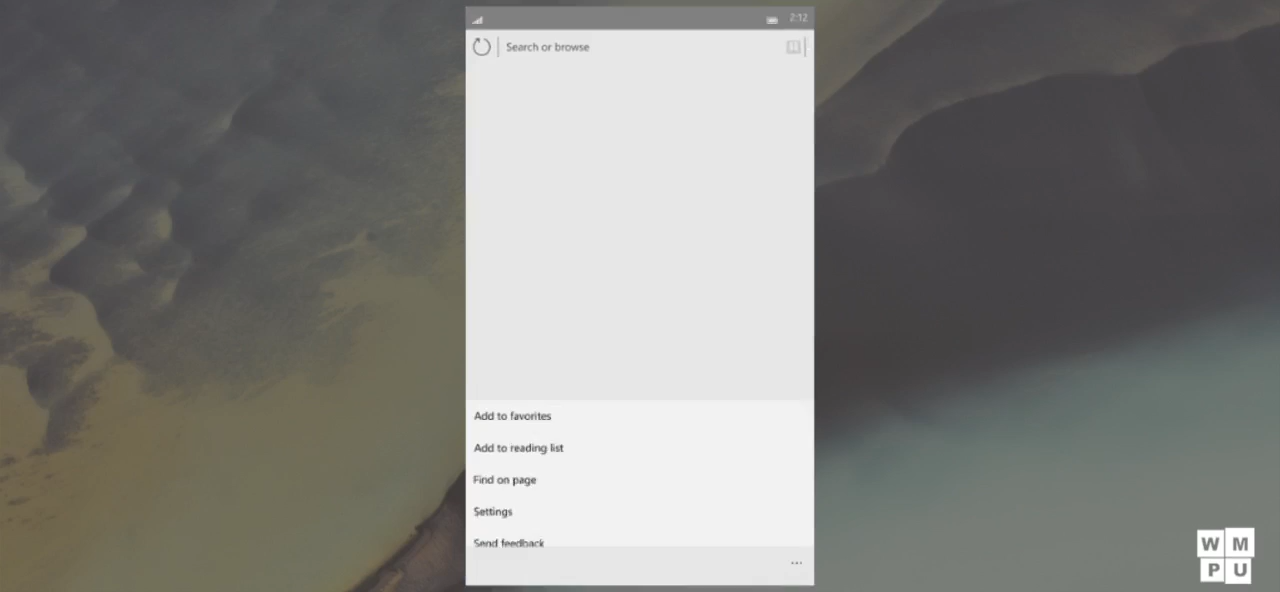 2:12
Search or browse
Add to favorites
Add to reading list
Find on page
Settings
Send feedback
...
W M
P U